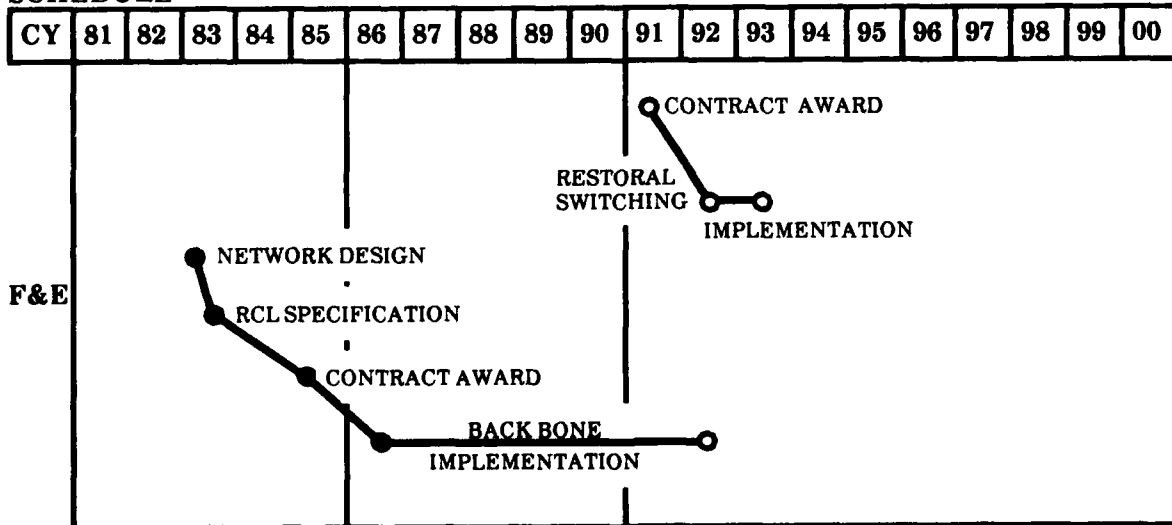 SCHEDULE
CY 81 82 83 84 85 86 87 88 89 90 91 92 93 94 95 96 97 98 99 00
CONTRACT AWARD
RESTORAL
SWITCHING
IMPLEMENTATION
NETWORK DESIGN
F&E
RCL SPECIFICATION
CONTRACT AWARD
BACK BONE
IMPLEMENTATION